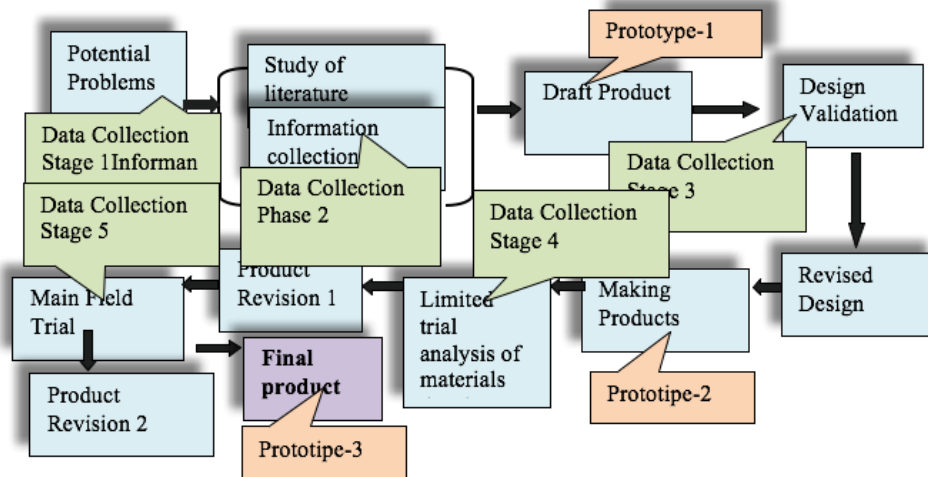 Prototype-1
Potential
Problems
Study of
literature
Draft Product
Design
Validation
Information
collection
Data Collection
Stage 1Informan
Data Collection
Phase 2
Data Collection
Stage 3
Data Collection
Stage 5
Data Collection
Stage 4
Product
Revision 1
Main Field
Trial
Limited
trial
analysis of
materials
Making
Products
Revised
Design
Final
product
Product
Revision 2
Prototipe-2
Prototipe-3